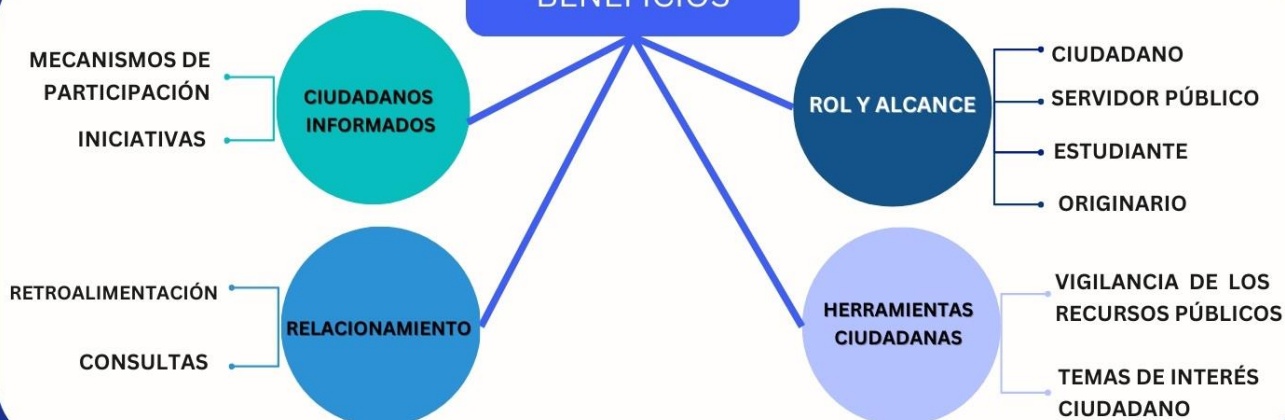 BENEFICIOS
MECANISMOS DE
PARTICIPACIÓN
INICIATIVAS
CIUDADANOS
INFORMADOS
ROL Y ALCANCE
CIUDADANO
SERVIDOR PÚBLICO
ESTUDIANTE
ORIGINARIO
RETROALIMENTACIÓN
CONSULTAS
RELACIONAMIENTO
HERRAMIENTAS
CIUDADANAS
VIGILANCIA DE LOS
RECURSOS PÚBLICOS
TEMAS DE INTERÉS
CIUDADANO